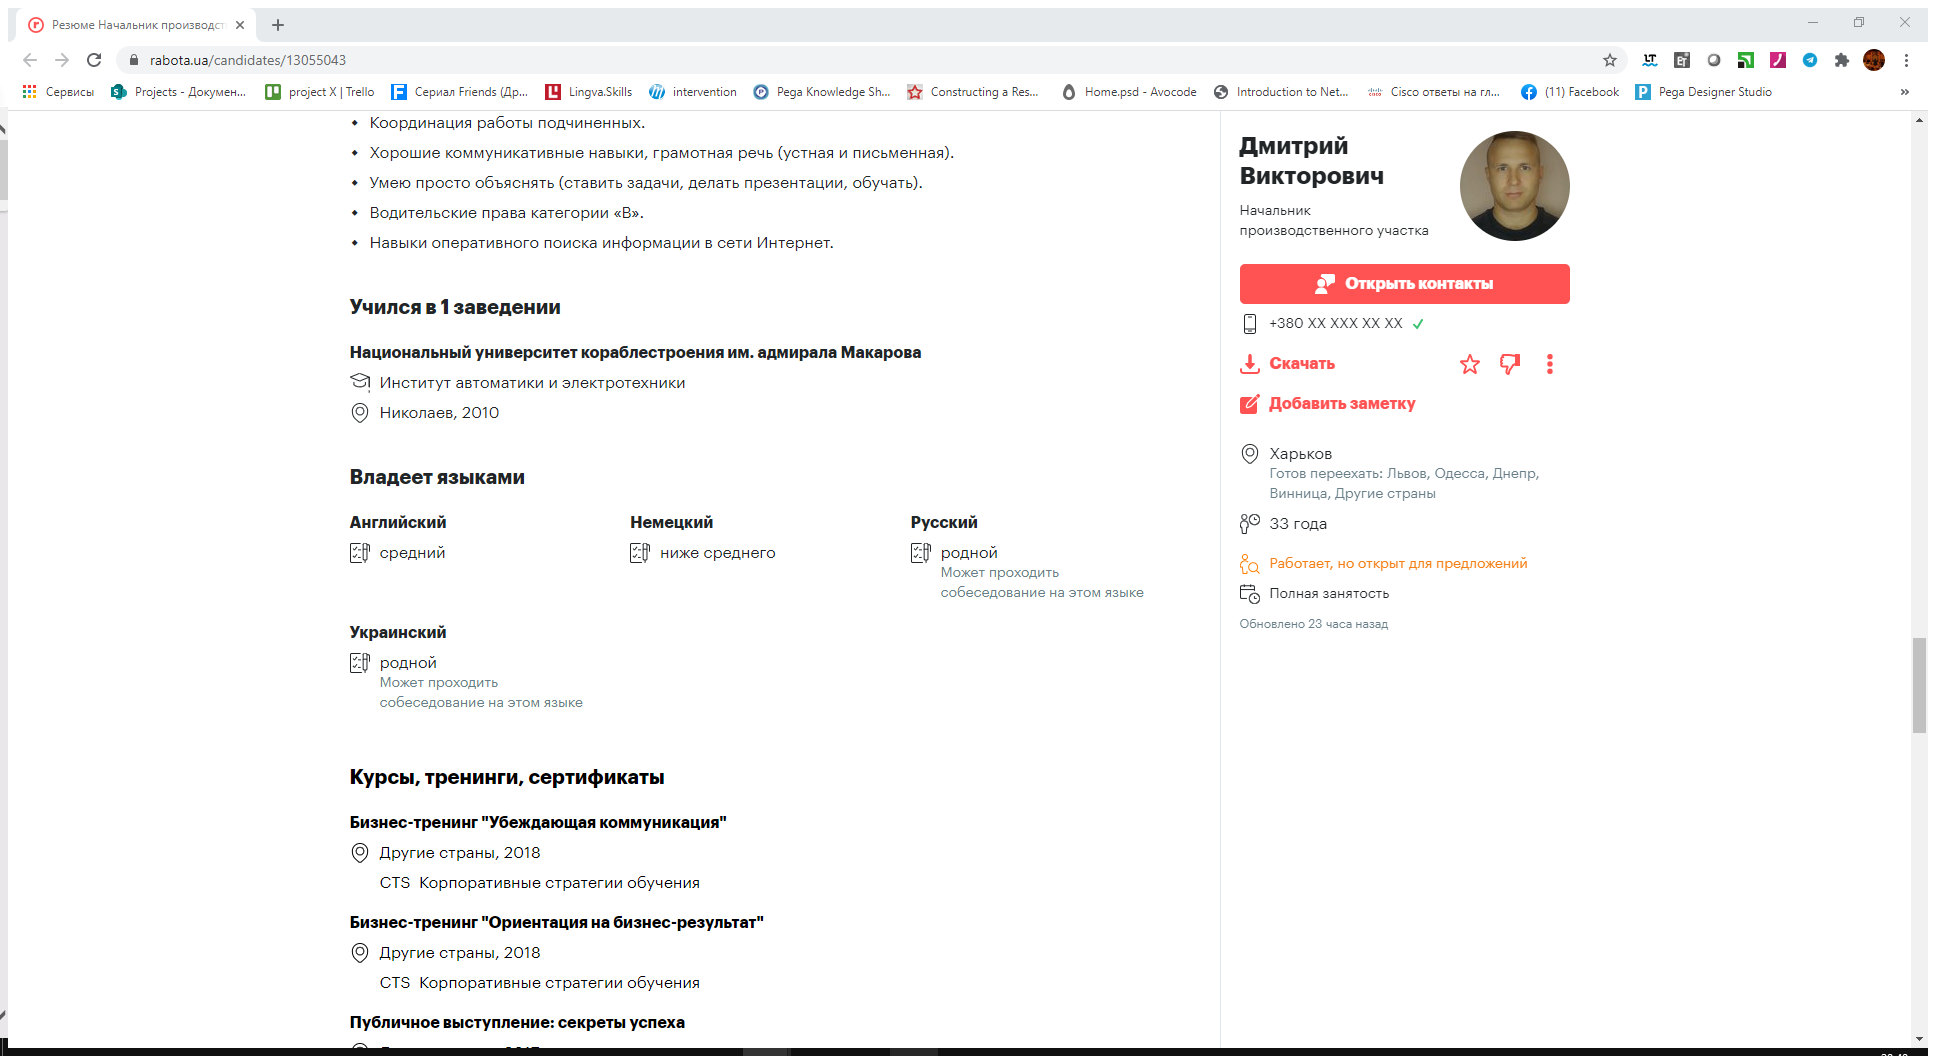 Резюме Начальник производст
rabota.ua/candidates/13055043
Сервисы
Projects - Докумен...
project X | Trello
Сериал Friends (Др...
Lingva.Skills
intervention
Pega Knowledge Sh...
Constructing a Res...
Home.psd - Avocode
Introduction to Net...
Cisco ответы на гл...
(11) Facebook
Pega Designer Studio
Координация работы подчиненных.
Хорошие коммуникативные навыки, грамотная речь (устная и письменная).
Умею просто объяснять (ставить задачи, делать презентации, обучать).
Водительские права категории «В».
Навыки оперативного поиска информации в сети Интернет.
Учился в 1 заведении
Национальный университет кораблестроения им. адмирала Макарова
Институт автоматики и электротехники
Николаев, 2010
Владеет языками
Английский
средний
Немецкий
ниже среднего
Русский
родной
Может проходить
собеседование на этом языке
Украинский
родной
Может проходить
собеседование на этом языке
Курсы, тренинги, сертификаты
Бизнес-тренинг "Убеждающая коммуникация"
Другие страны, 2018
CTS Корпоративные стратегии обучения
Бизнес-тренинг "Ориентация на бизнес-результат"
Другие страны, 2018
CTS Корпоративные стратегии обучения
Публичное выступление: секреты успеха
Дмитрий
Викторович
Начальник
производственного участка
Открыть контакты
+380 XX XXX XX XX
Скачать
Добавить заметку
Харьков
Готов переехать: Львов, Одесса, Днепр,
Винница, Другие страны
33 года
Работает, но открыт для предложений
Полная занятость
Обновлено 23 часа назад